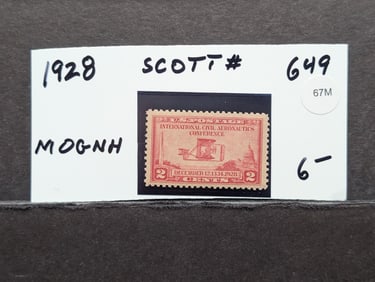 1928 SCOTT# 649
67M
U.S. POSTAGE
INTERNATIONAL CIVIL AERONAUTICS
CONFERENCE
MOGNH
6-
DECEMBER 12,13,14, 1928
2 CENTS 2